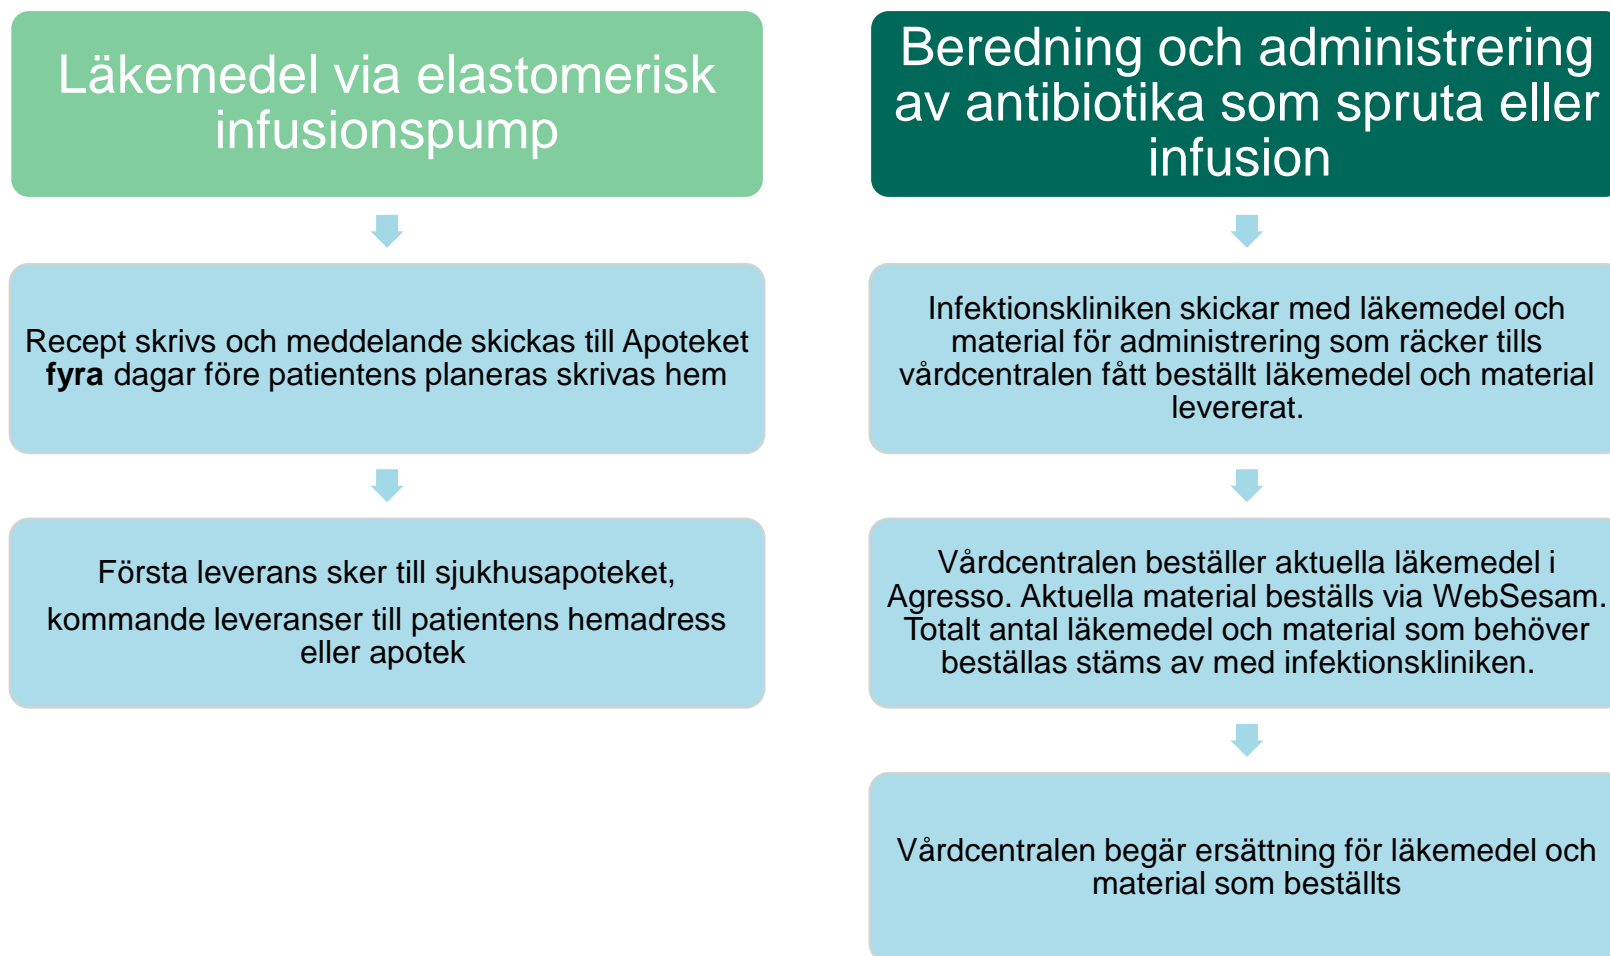 Läkemedel via elastomerisk
infusionspump
Recept skrivs och meddelande skickas till Apoteket
fyra dagar före patientens planeras skrivas hem
Första leverans sker till sjukhusapoteket,
kommande leveranser till patientens hemadress
eller apotek
Beredning och administrering
av antibiotika som spruta eller
infusion
Infektionskliniken skickar med läkemedel och
material för administrering som räcker tills
vårdcentralen fått beställt läkemedel och material
levererat.
Vårdcentralen beställer aktuella läkemedel i
Agresso. Aktuella material beställs via WebSesam.
Totalt antal läkemedel och material som behöver
beställas stäms av med infektionskliniken.
Vårdcentralen begär ersättning för läkemedel och
material som beställts